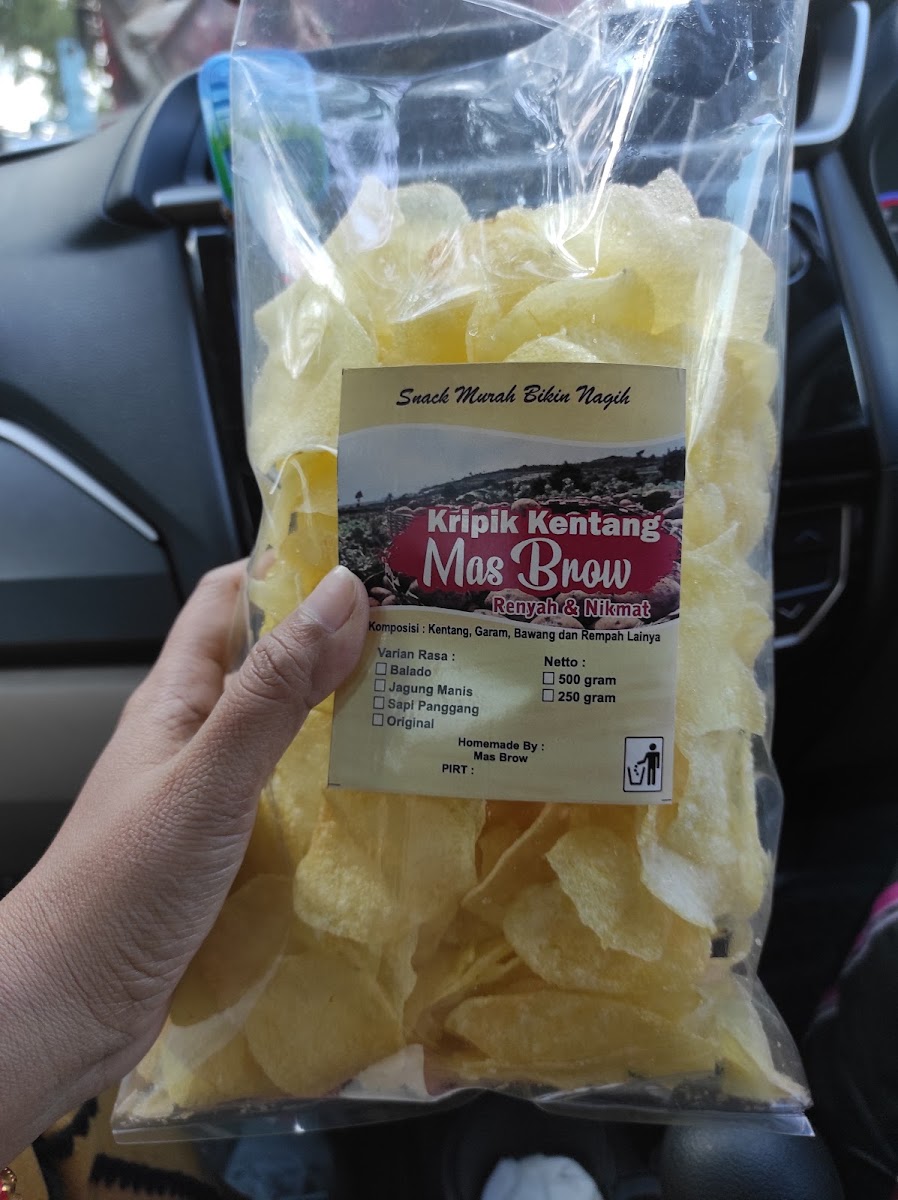 Snack Murah Bikin Nagih
Kripik Kentang
Mas Brow
Renyah & Nikmat
Komposisi : Kentang, Garam, Bawang dan Rempah Lainya
Varian Rasa :
Balado
Jagung Manis
Sapi Panggang
Original
Netto :
500 gram
250 gram
Homemade By :
Mas Brow
PIRT :